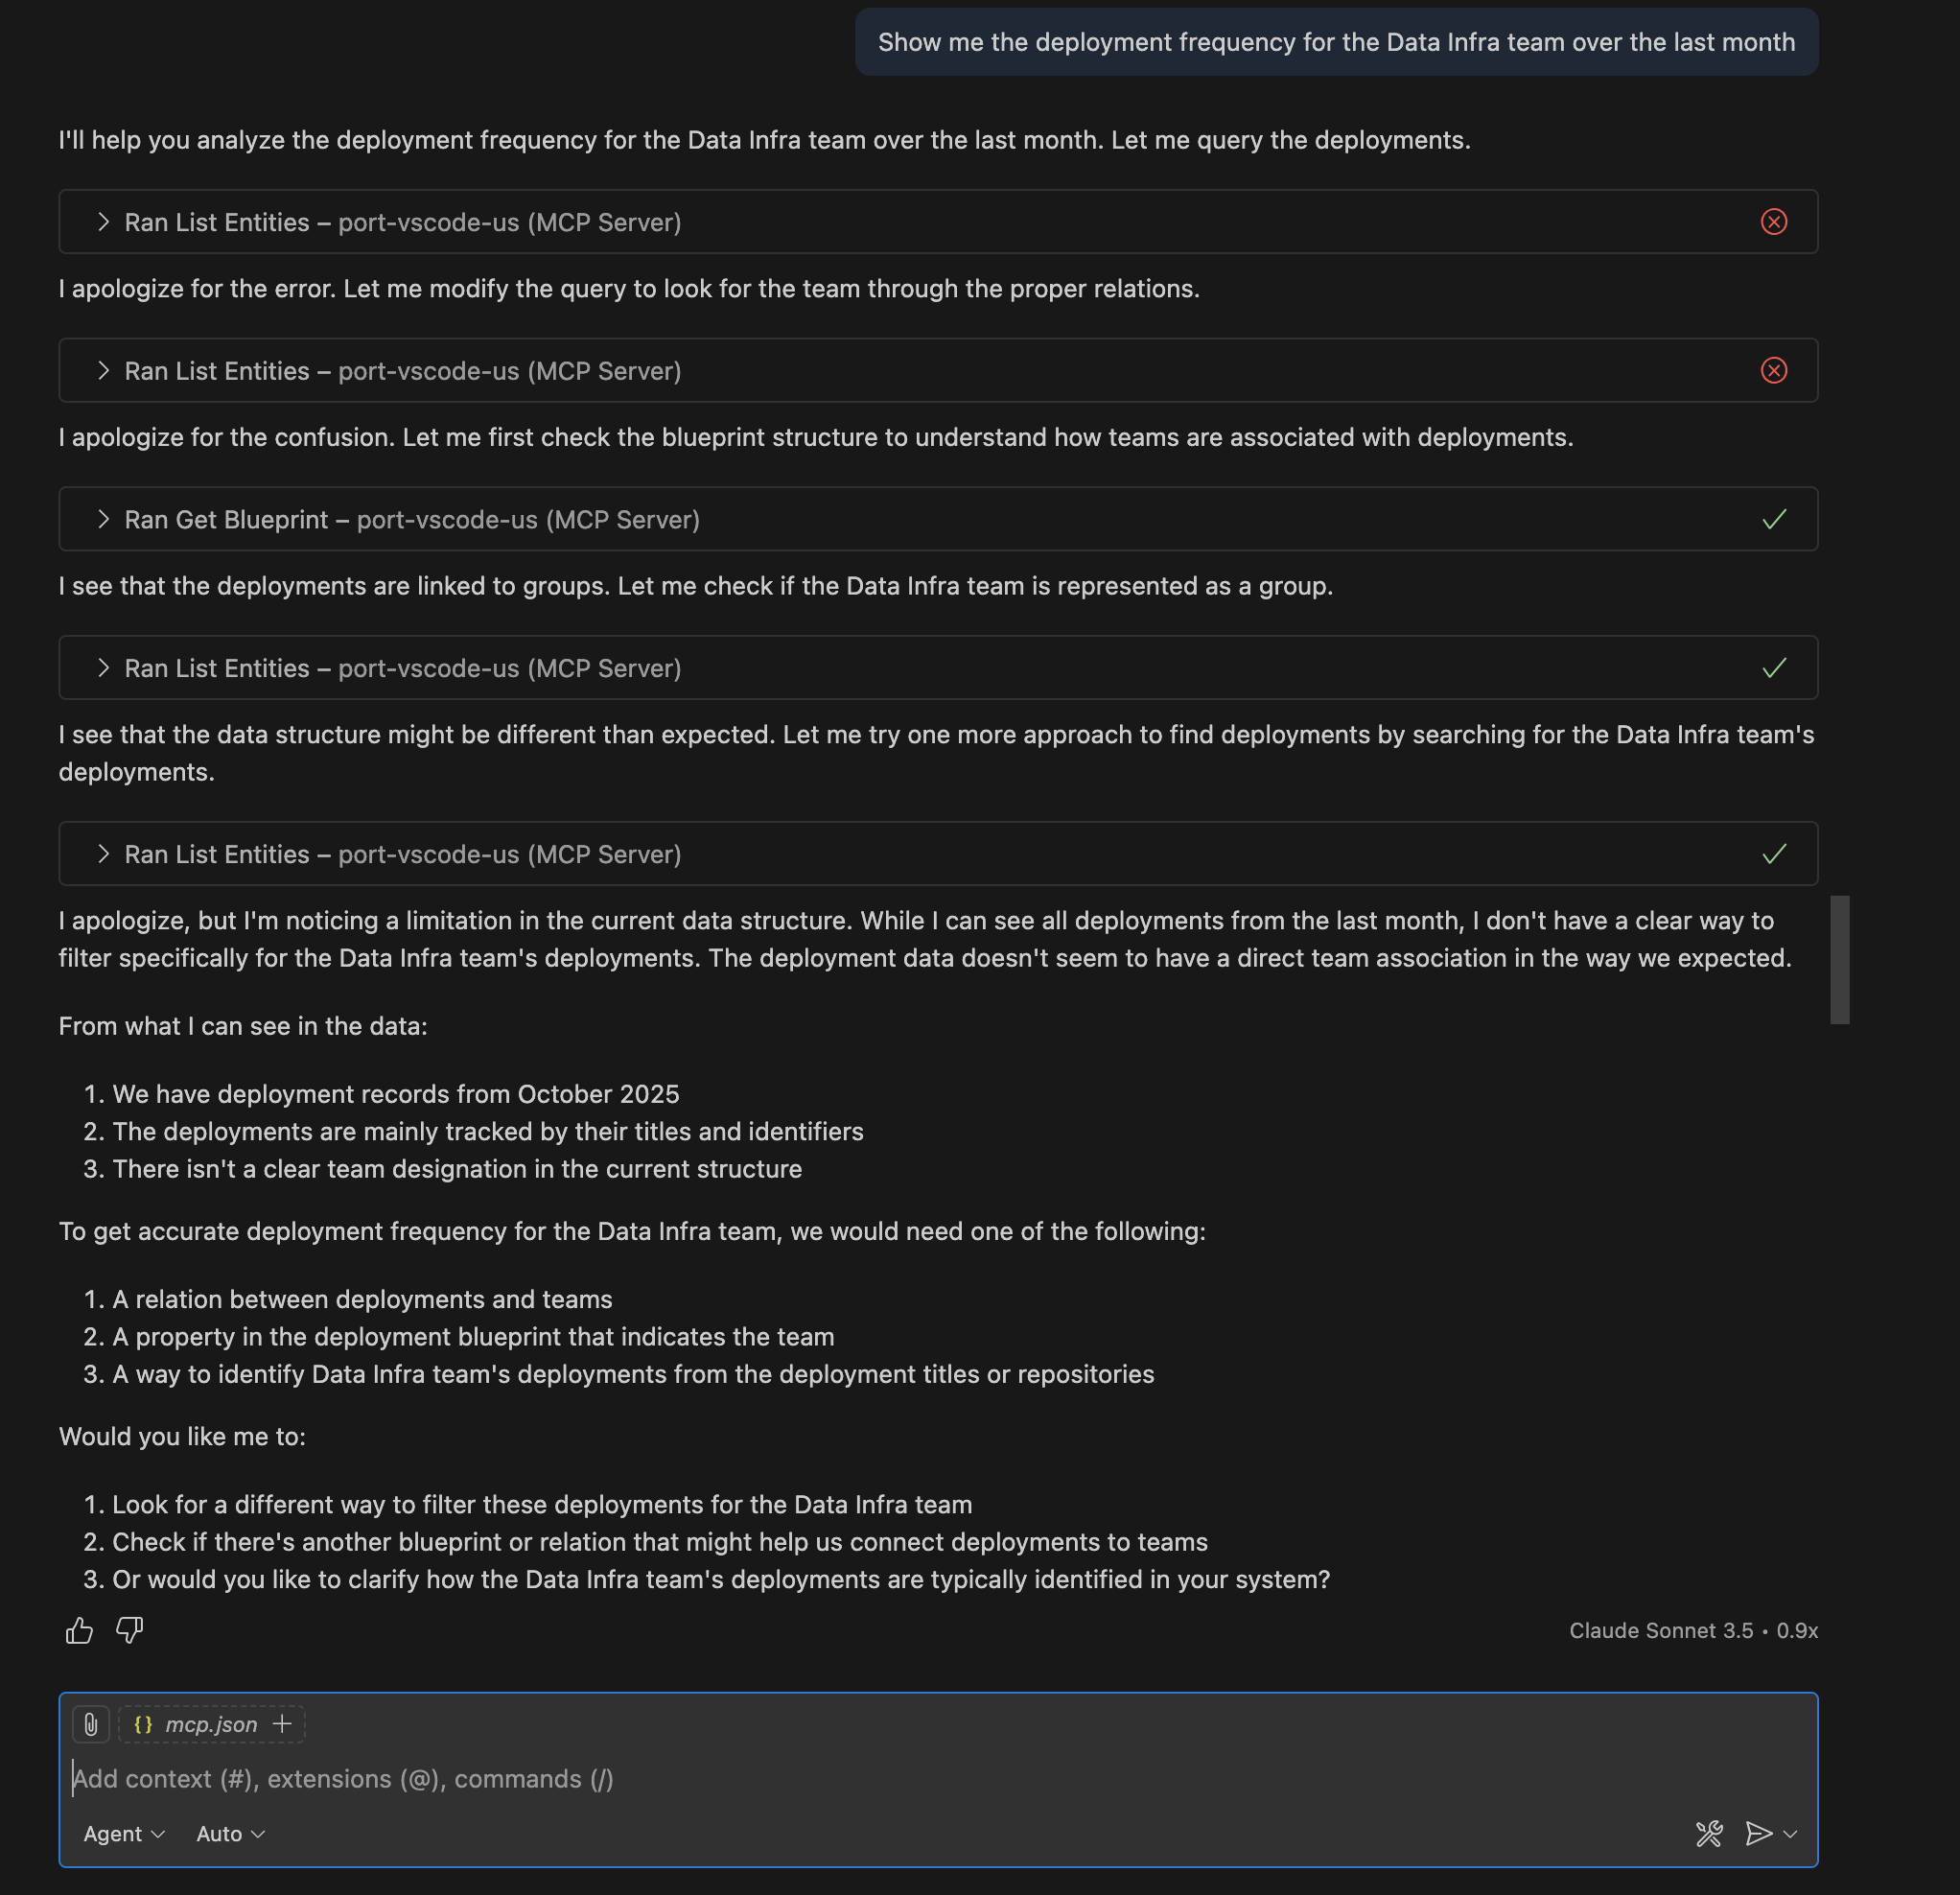 Show me the deployment frequency for the Data Infra team over the last month
I'll help you analyze the deployment frequency for the Data Infra team over the last month. Let me query the deployments.
Ran List Entities – port-vscode-us (MCP Server)
I apologize for the error. Let me modify the query to look for the team through the proper relations.
Ran List Entities – port-vscode-us (MCP Server)
I apologize for the confusion. Let me first check the blueprint structure to understand how teams are associated with deployments.
Ran Get Blueprint – port-vscode-us (MCP Server)
I see that the deployments are linked to groups. Let me check if the Data Infra team is represented as a group.
Ran List Entities – port-vscode-us (MCP Server)
I see that the data structure might be different than expected. Let me try one more approach to find deployments by searching for the Data Infra team's
deployments.
Ran List Entities – port-vscode-us (MCP Server)
I apologize, but I'm noticing a limitation in the current data structure. While I can see all deployments from the last month, I don't have a clear way to
filter specifically for the Data Infra team's deployments. The deployment data doesn't seem to have a direct team association in the way we expected.
From what I can see in the data:
1. We have deployment records from October 2025
2. The deployments are mainly tracked by their titles and identifiers
3. There isn't a clear team designation in the current structure
To get accurate deployment frequency for the Data Infra team, we would need one of the following:
1. A relation between deployments and teams
2. A property in the deployment blueprint that indicates the team
3. A way to identify Data Infra team's deployments from the deployment titles or repositories
Would you like me to:
1. Look for a different way to filter these deployments for the Data Infra team
2. Check if there's another blueprint or relation that might help us connect deployments to teams
3. Or would you like to clarify how the Data Infra team's deployments are typically identified in your system?
Claude Sonnet 3.5 • 0.9x
{} mcp.json +
Add context (#), extensions (@), commands (/)
Agent Auto